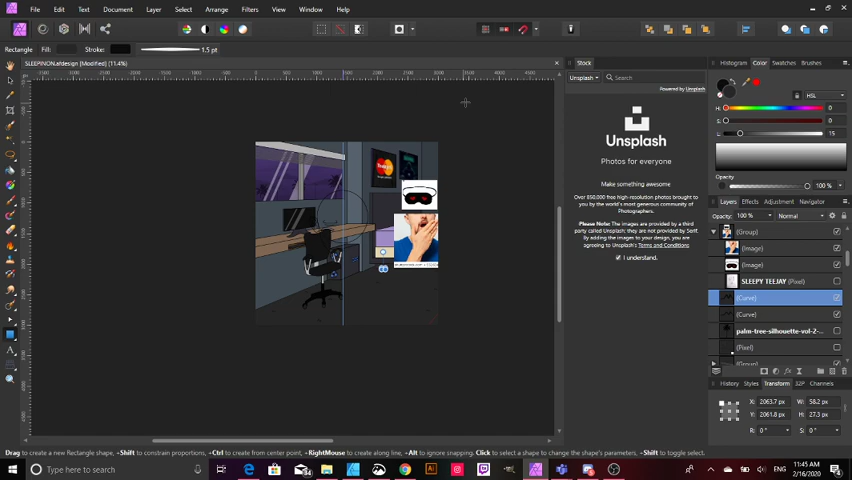 File Edit Text Document Layer Select Arrange Filters View Window Help
Rectangle Fill: Stroke: 1.5 pt
SLEEPINON.afdesign [Modified] (11.4%)
Stock
Unsplash
Search
Powered by Unsplash
Unsplash
Photos for everyone
Make something awesome
Over 850,000 free high-resolution photos brought to
you by the world's most generous community of
Photographers.
Please Note: The images are provided by a third
party called Unsplash; they are not provided by Serif.
By adding the images to your design, you are
agreeing to Unsplash's Terms and Conditions
I understand.
Histogram Color Swatches Brushes
HSL
H: 0
S: 0
L: 15
Opacity
100 %
Layers Effects Adjustment Navigator
Opacity: 100 % Normal
(Group)
(Image)
(Image)
SLEEPY TEEJAY (Pixel)
(Curve)
(Curve)
palm-tree-silhouette-vol-2-...
(Pixel)
(Group)
History Styles Transform 32P Channels
X: 2063.7 px W: 58.2 px
Y: 2061.8 px H: 27.3 px
R: 0 ° S: 0 °
Drag to create a new Rectangle shape, +Shift to constrain proportions, +Ctrl to create from center point, +RightMouse to create along line, +Alt to ignore snapping. Click to select a shape to change the shape's parameters, +Shift to toggle select.
Type here to search
ENG
11:45 AM
2/16/2020